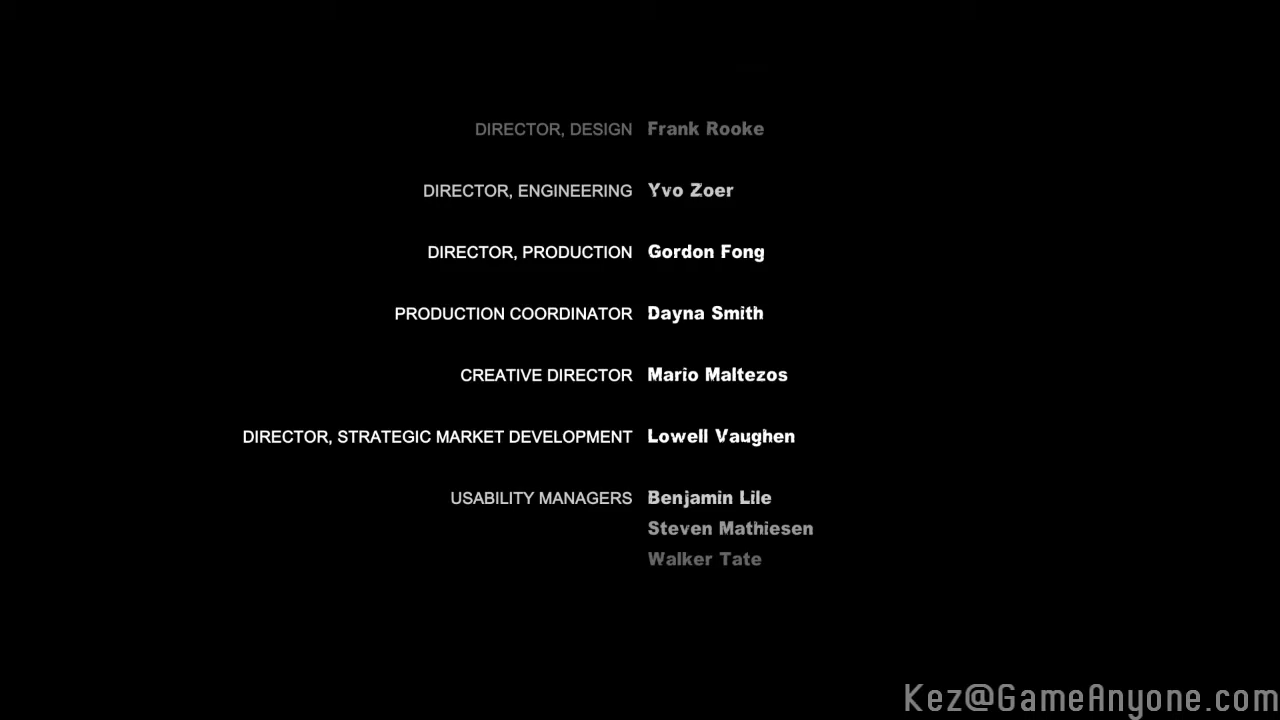 DIRECTOR, DESIGN Frank Rooke
DIRECTOR, ENGINEERING Yvo Zoer
DIRECTOR, PRODUCTION Gordon Fong
PRODUCTION COORDINATOR Dayna Smith
CREATIVE DIRECTOR Mario Maltezos
DIRECTOR, STRATEGIC MARKET DEVELOPMENT Lowell Vaughen
USABILITY MANAGERS Benjamin Lile
Steven Mathiesen
Walker Tate
Kez@GameAnyone.com